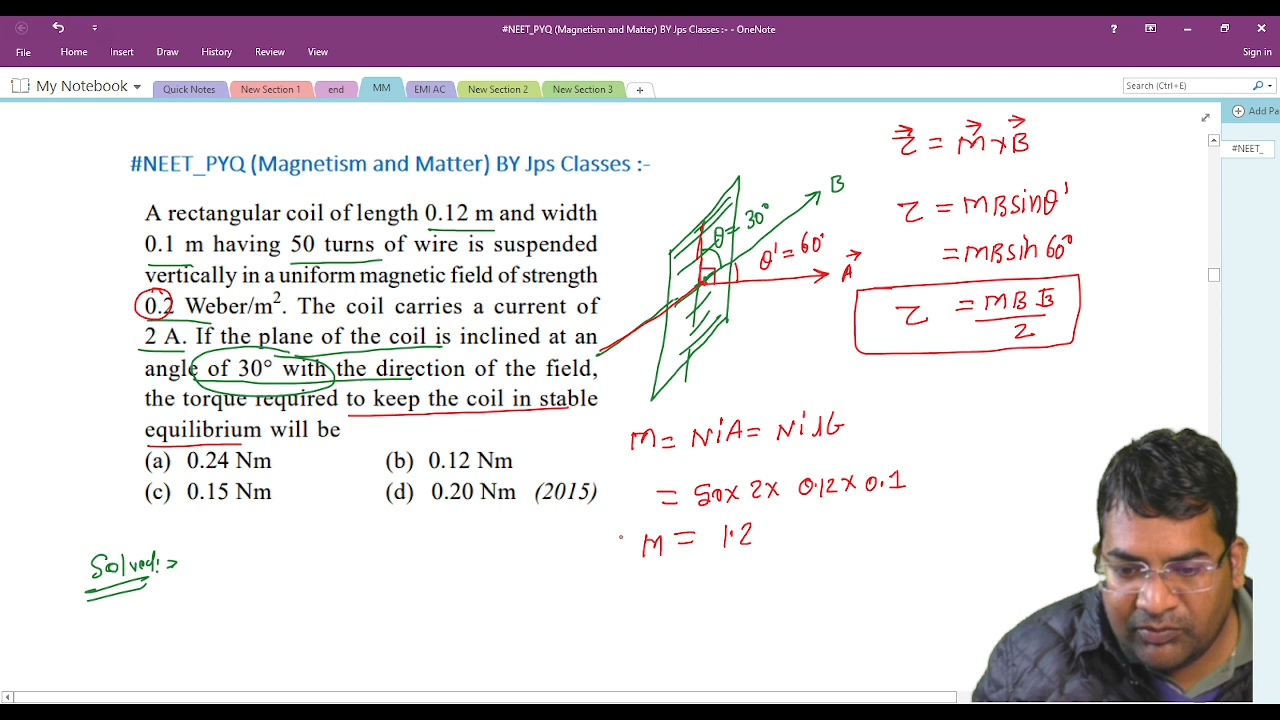 #NEET_PYQ (Magnetism and Matter) BY Jps Classes :- - OneNote
?
File
Home
Insert
Draw
History
Review
View
Sign in
My Notebook
Quick Notes
New Section 1
end
MM
EMI AC
New Section 2
New Section 3
+
Search (Ctrl+E)
Add Pa
#NEET_
#NEET_PYQ (Magnetism and Matter) BY Jps Classes :-
A rectangular coil of length 0.12 m and width
0.1 m having 50 turns of wire is suspended
vertically in a uniform magnetic field of strength
0.2 Weber/m². The coil carries a current of
2 A. If the plane of the coil is inclined at an
angle of 30° with the direction of the field,
the torque required to keep the coil in stable
equilibrium will be
(a) 0.24 Nm (b) 0.12 Nm
(c) 0.15 Nm (d) 0.20 Nm (2015)
Solved:→
B
θ = 30°
θ' = 60°
A
τ = M × B
τ = MB sinθ'
= MB sin 60°
τ = MB√3/2
M = NiA = Ni lb
= 50 × 2 × 0.12 × 0.1
M = 1.2